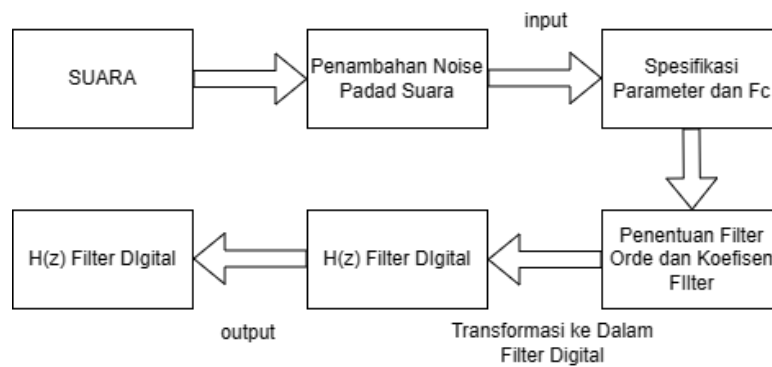 input
SUARA
Penambahan Noise
Padad Suara
Spesifikasi
Parameter dan Fc
Penentuan Filter
Orde dan Koefisen
FIlter
H(z) Filter DIgital
H(z) Filter DIgital
Transformasi ke Dalam
Filter Digital
output